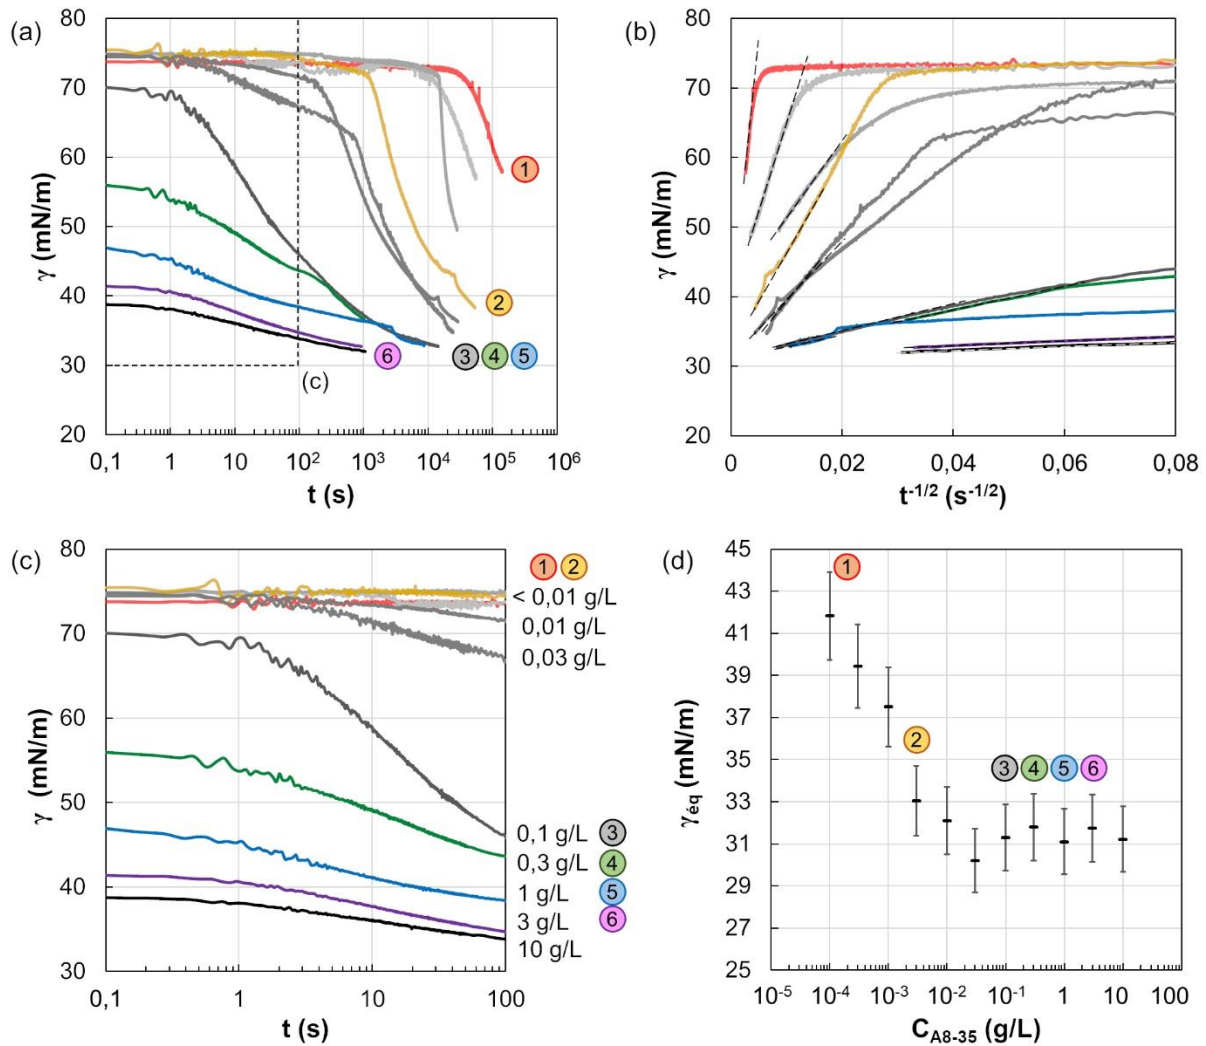 (a)
80
70
60
50
40
30
20
γ (mN/m)
0,1 1 10 10² 10³ 10⁴ 10⁵ 10⁶
t (s)
1
2
6 3 4 5
(c)
(b)
80
70
60
50
40
30
20
γ (mN/m)
0 0,02 0,04 0,06 0,08
t⁻¹/² (s⁻¹/²)
(c)
80
70
60
50
40
30
γ (mN/m)
0,1 1 10 100
t (s)
1 2
< 0,01 g/L
0,01 g/L
0,03 g/L
0,1 g/L 3
0,3 g/L 4
1 g/L 5
3 g/L 6
10 g/L
(d)
45
43
41
39
37
35
33
31
29
27
25
γéq (mN/m)
1
2
3 4 5 6
10⁻⁵ 10⁻⁴ 10⁻³ 10⁻² 10⁻¹ 1 10 100
C_A8-35 (g/L)